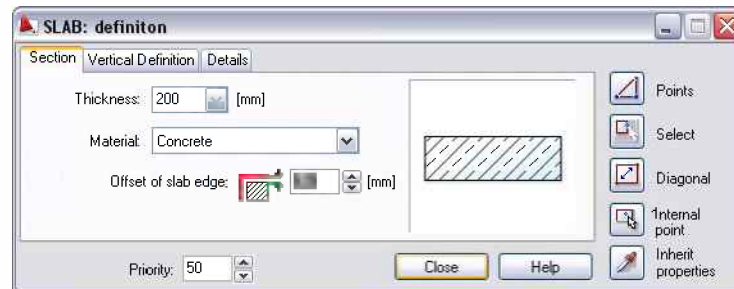 SLAB: definiton
Section Vertical Definition Details
Thickness: 200 [mm]
Material: Concrete
Offset of slab edge: [mm]
Priority: 50
Close Help
Points
Select
Diagonal
Internal
point
Inherit
properties